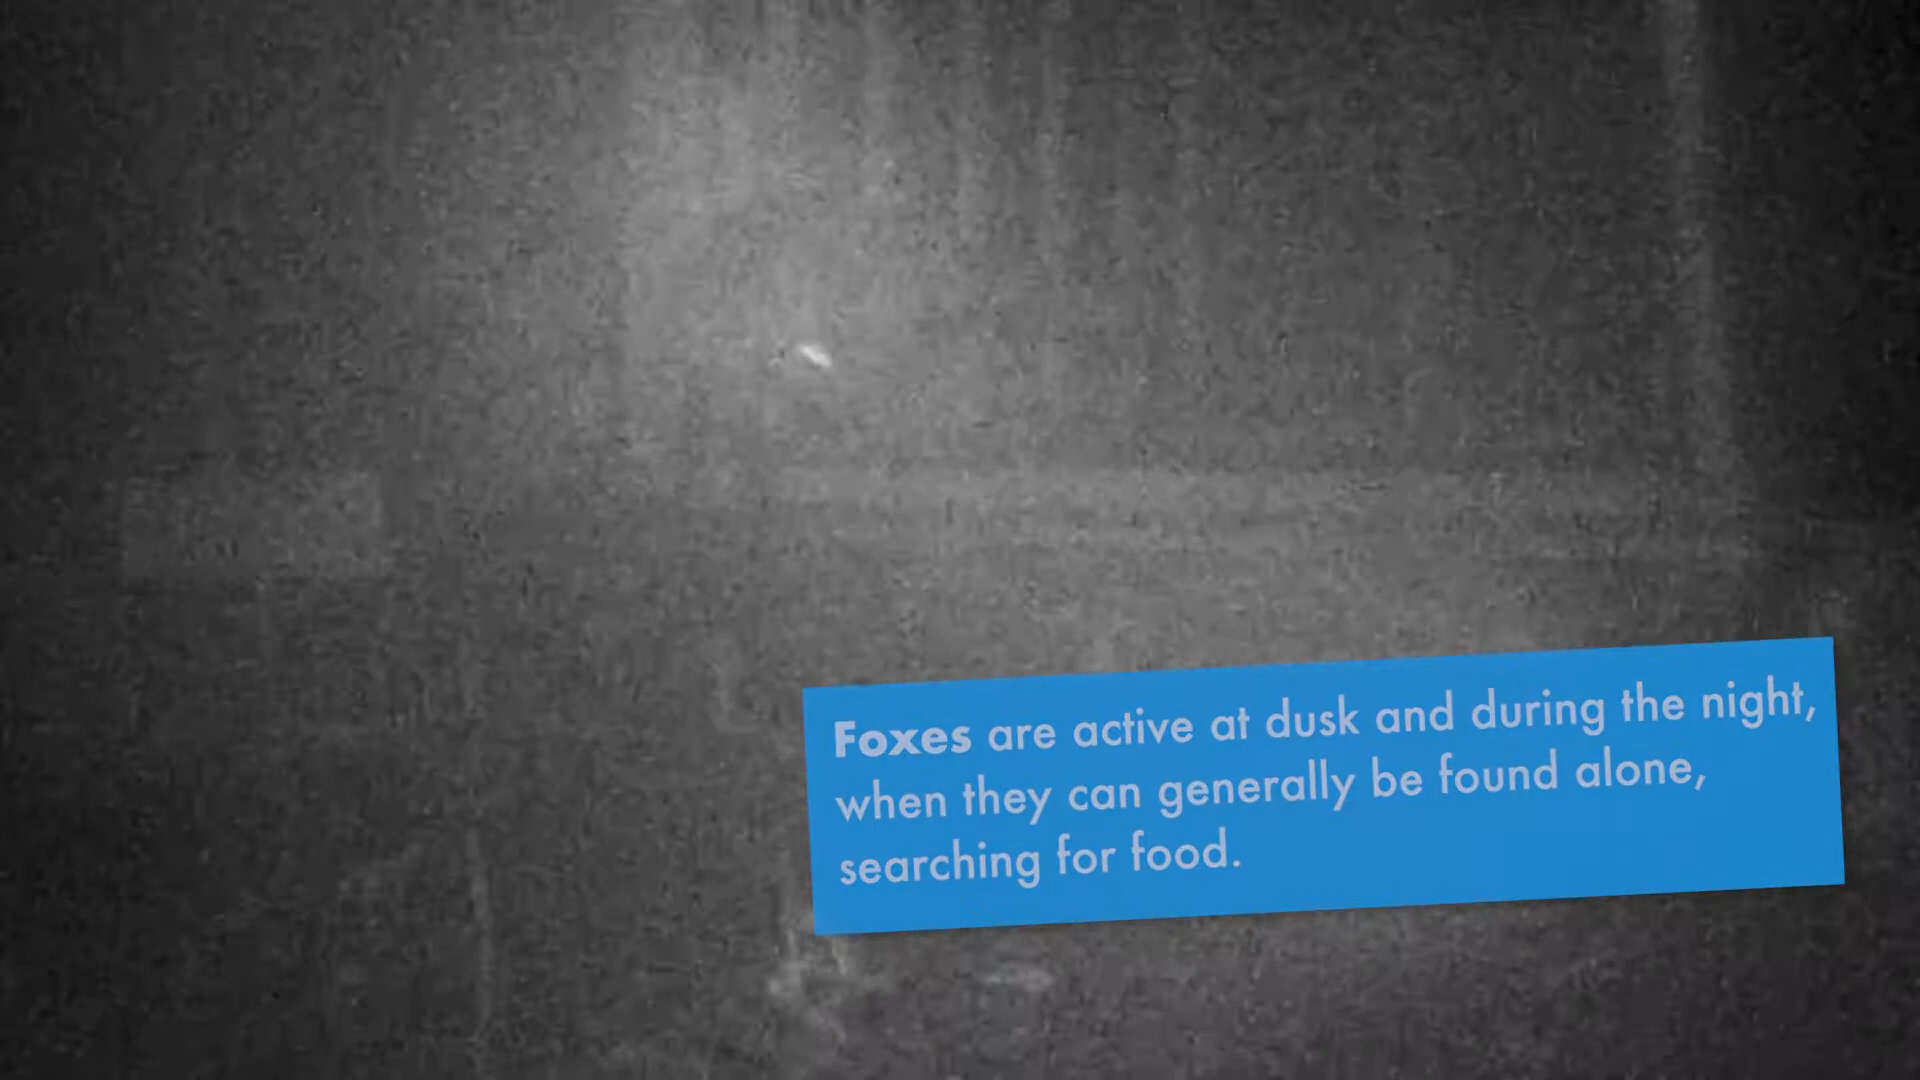 Foxes are active at dusk and during the night,
when they can generally be found alone,
searching for food.